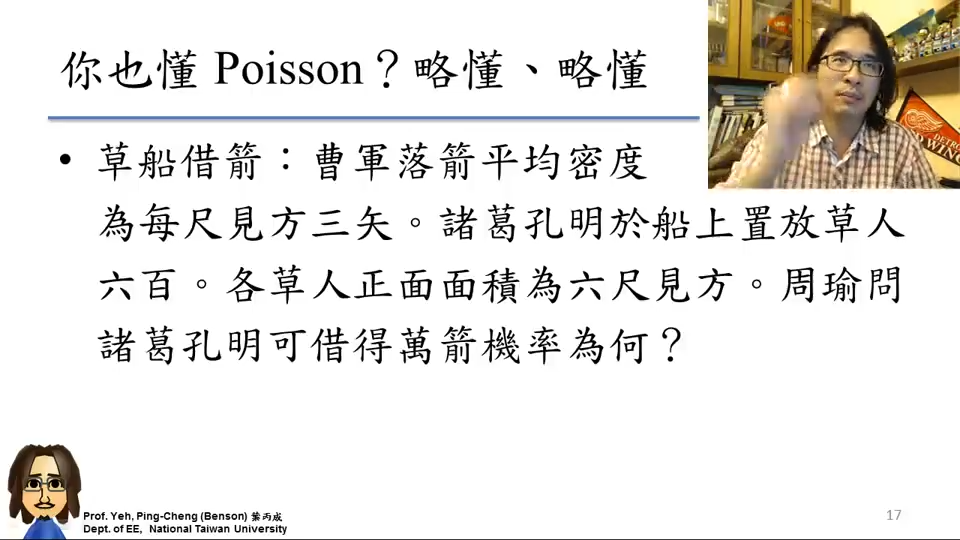 你也懂 Poisson？略懂、略懂
• 草船借箭：曹軍落箭平均密度
為每尺見方三矢。諸葛孔明於船上置放草人
六百。各草人正面面積為六尺見方。周瑜問
諸葛孔明可借得萬箭機率為何？
DETRO
WING
Prof. Yeh, Ping-Cheng (Benson) 葉丙成
Dept. of EE, National Taiwan University
17